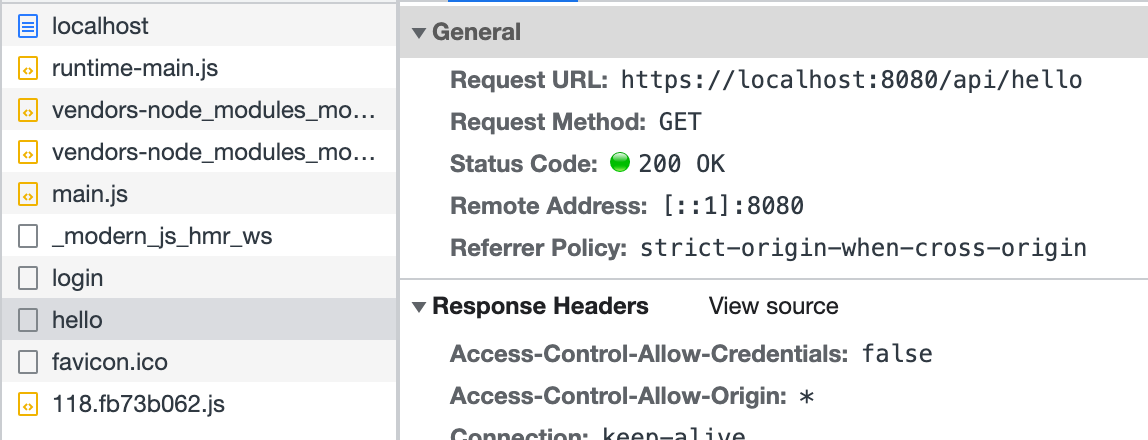 localhost
runtime-main.js
vendors-node_modules_mo...
vendors-node_modules_mo...
main.js
_modern_js_hmr_ws
login
hello
favicon.ico
118.fb73b062.js
General
Request URL: https://localhost:8080/api/hello
Request Method: GET
Status Code: 200 OK
Remote Address: [::1]:8080
Referrer Policy: strict-origin-when-cross-origin
Response Headers View source
Access-Control-Allow-Credentials: false
Access-Control-Allow-Origin: *
Connection: keep-alive